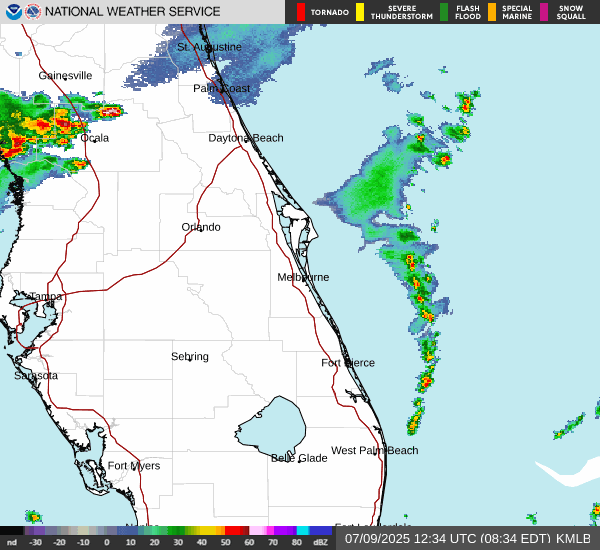 NATIONAL WEATHER SERVICE
TORNADO
SEVERE THUNDERSTORM
FLASH FLOOD
SPECIAL MARINE
SNOW SQUALL
St. Augustine
Gainesville
Palm Coast
Ocala
Daytona Beach
Orlando
Melbourne
Tampa
Sebring
Fort Pierce
Sarasota
West Palm Beach
Belle Glade
Fort Myers
nd -30 -20 -10 0 10 20 30 40 50 60 70 80 dBZ
07/09/2025 12:34 UTC (08:34 EDT) KMLB